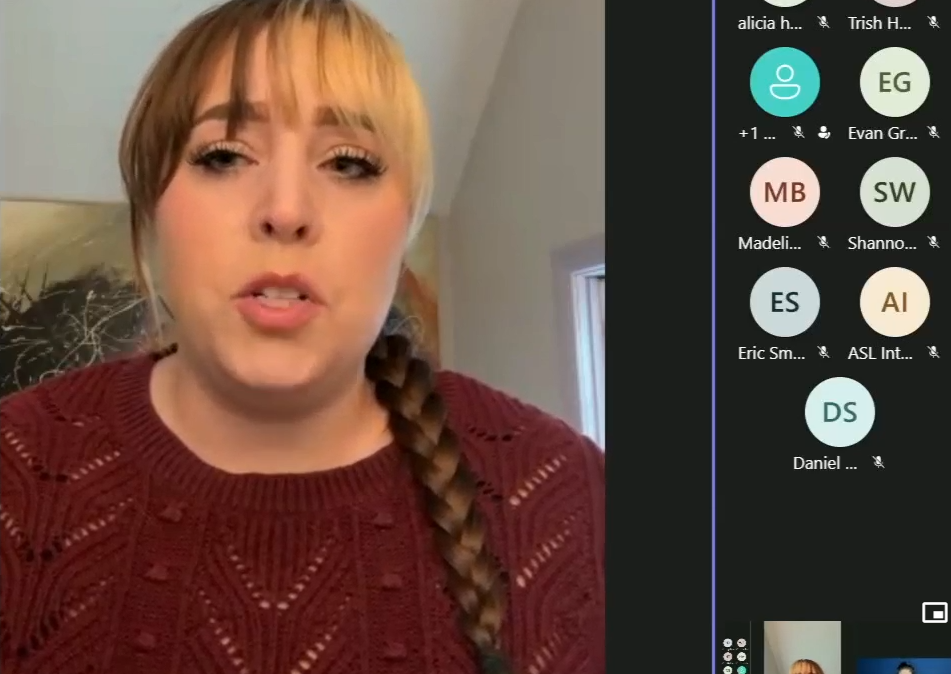 alicia h... Trish H...
EG
+1 ... Evan Gr...
MB SW
Madeli... Shanno...
ES AI
Eric Sm... ASL Int...
DS
Daniel ...